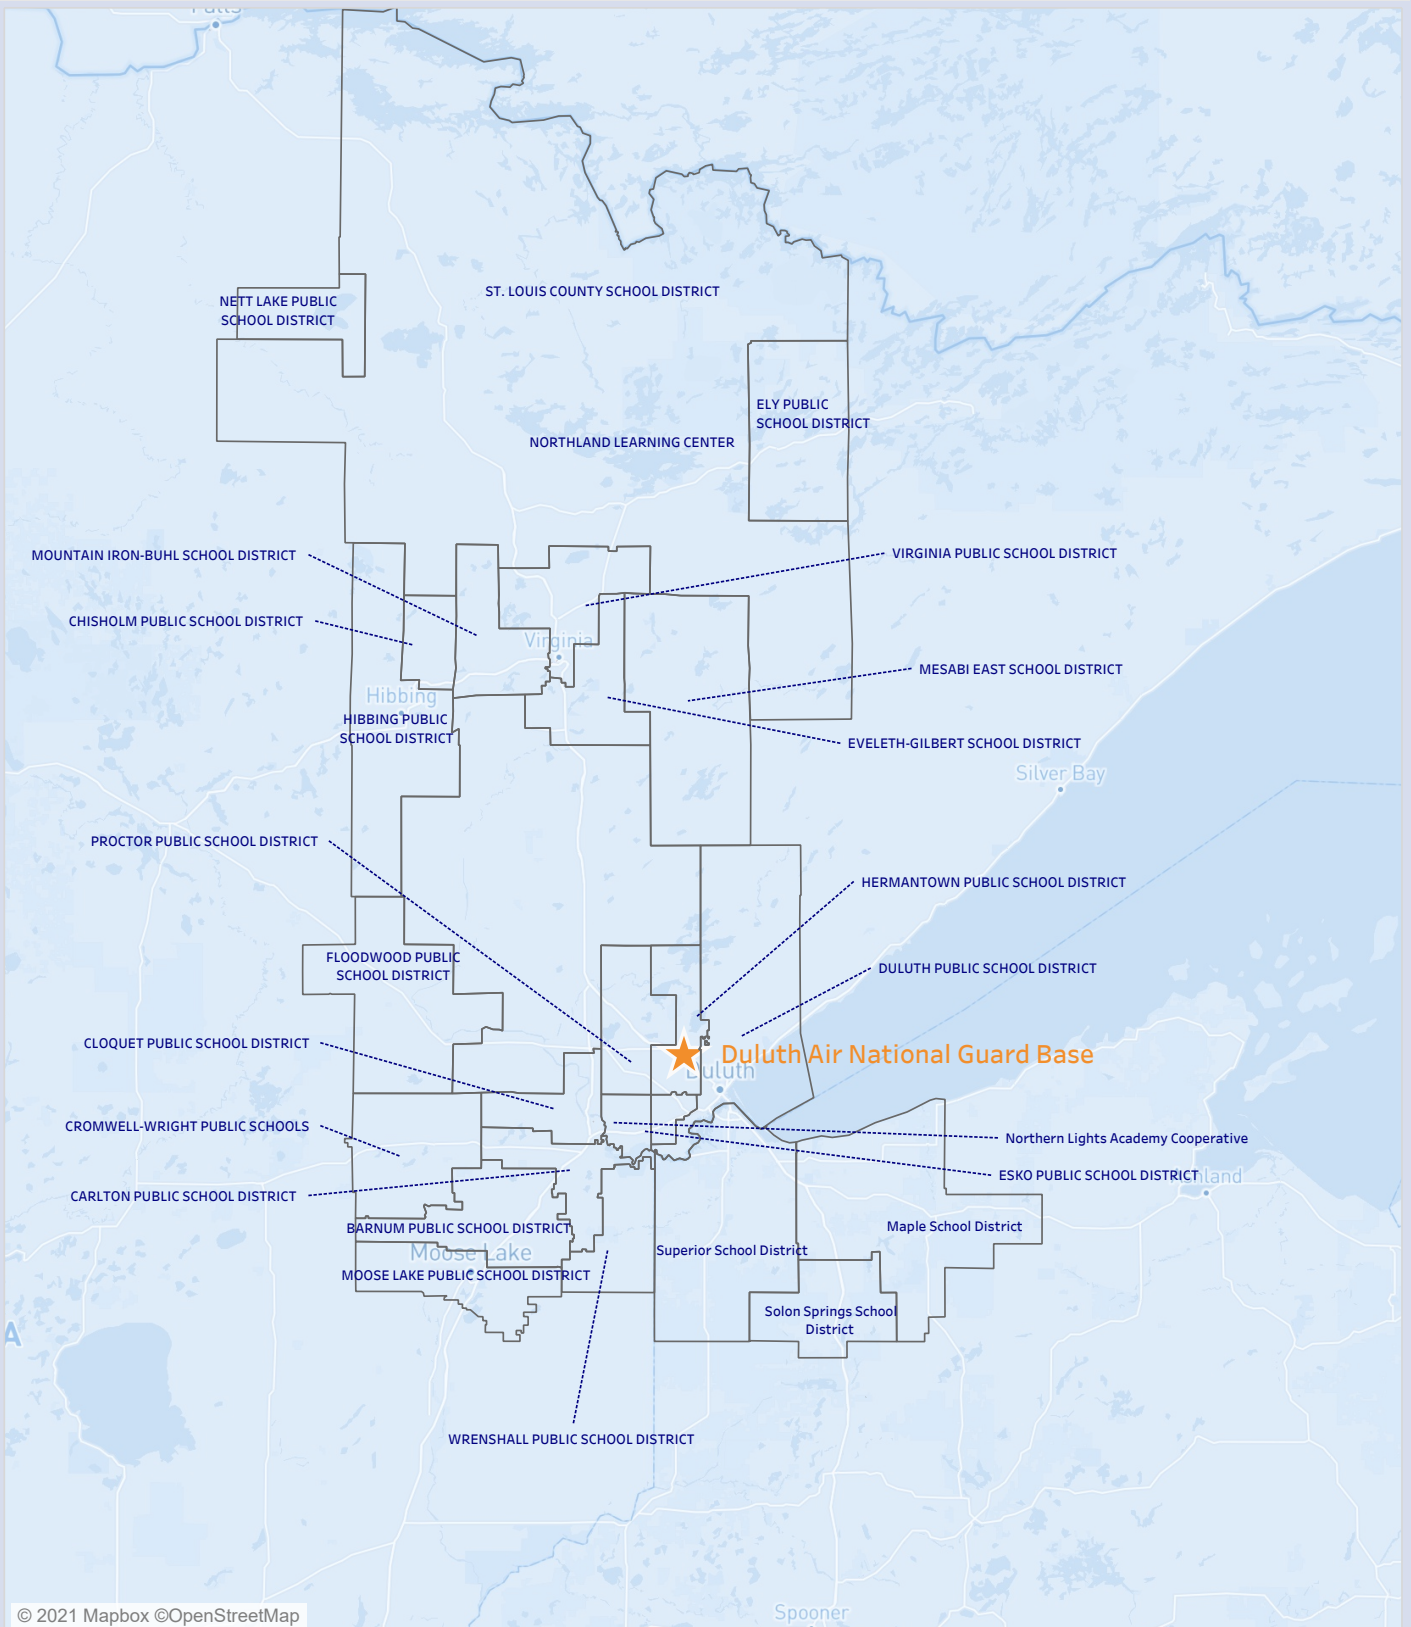 Falls
NETT LAKE PUBLIC
SCHOOL DISTRICT
ST. LOUIS COUNTY SCHOOL DISTRICT
ELY PUBLIC
SCHOOL DISTRICT
NORTHLAND LEARNING CENTER
MOUNTAIN IRON-BUHL SCHOOL DISTRICT
VIRGINIA PUBLIC SCHOOL DISTRICT
CHISHOLM PUBLIC SCHOOL DISTRICT
Virginia
MESABI EAST SCHOOL DISTRICT
Hibbing
HIBBING PUBLIC
SCHOOL DISTRICT
EVELETH-GILBERT SCHOOL DISTRICT
Silver Bay
PROCTOR PUBLIC SCHOOL DISTRICT
HERMANTOWN PUBLIC SCHOOL DISTRICT
FLOODWOOD PUBLIC
SCHOOL DISTRICT
DULUTH PUBLIC SCHOOL DISTRICT
CLOQUET PUBLIC SCHOOL DISTRICT
Duluth Air National Guard Base
Duluth
CROMWELL-WRIGHT PUBLIC SCHOOLS
Northern Lights Academy Cooperative
ESKO PUBLIC SCHOOL DISTRICT
CARLTON PUBLIC SCHOOL DISTRICT
BARNUM PUBLIC SCHOOL DISTRICT
Maple School District
Moose Lake
Superior School District
MOOSE LAKE PUBLIC SCHOOL DISTRICT
Solon Springs School
District
A
WRENSHALL PUBLIC SCHOOL DISTRICT
Spooner
© 2021 Mapbox ©OpenStreetMap